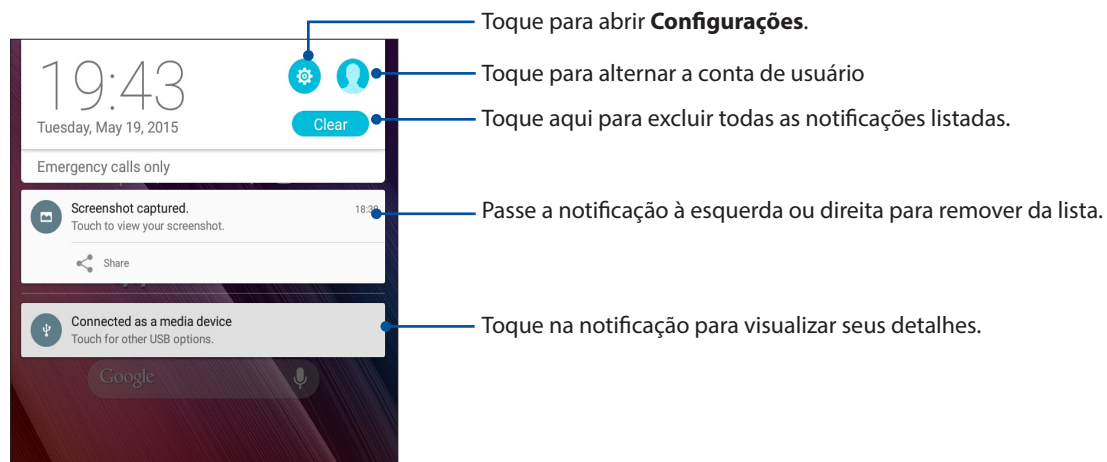 Toque para abrir Configurações.
19:43
Toque para alternar a conta de usuário
Tuesday, May 19, 2015
Clear
Toque aqui para excluir todas as notificações listadas.
Emergency calls only
Screenshot captured.
Touch to view your screenshot.
Passe a notificação à esquerda ou direita para remover da lista.
Share
Connected as a media device
Touch for other USB options.
Toque na notificação para visualizar seus detalhes.
Google